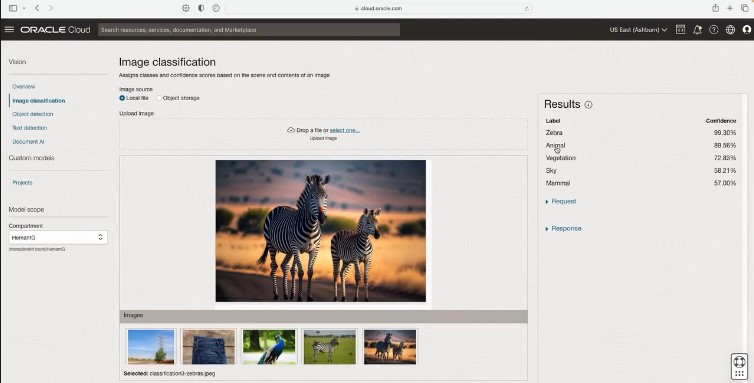 cloud.oracle.com
ORACLE Cloud
Search resources, services, documentation, and Marketplace
US East (Ashburn)
Vision
Overview
Image classification
Object detection
Text detection
Document AI
Custom models
Projects
Model scope
Compartment
HemantG
Image classification
Assigns classes and confidence scores based on the scene and contents of an image
Image source
Local file
Object storage
Upload image
Drop a file or select one...
Upload image
Images
Selected: classification3-zebras.jpeg
Results
Label Confidence
Zebra 99.30%
Animal 89.56%
Vegetation 72.83%
Sky 58.21%
Mammal 57.00%
Request
Response